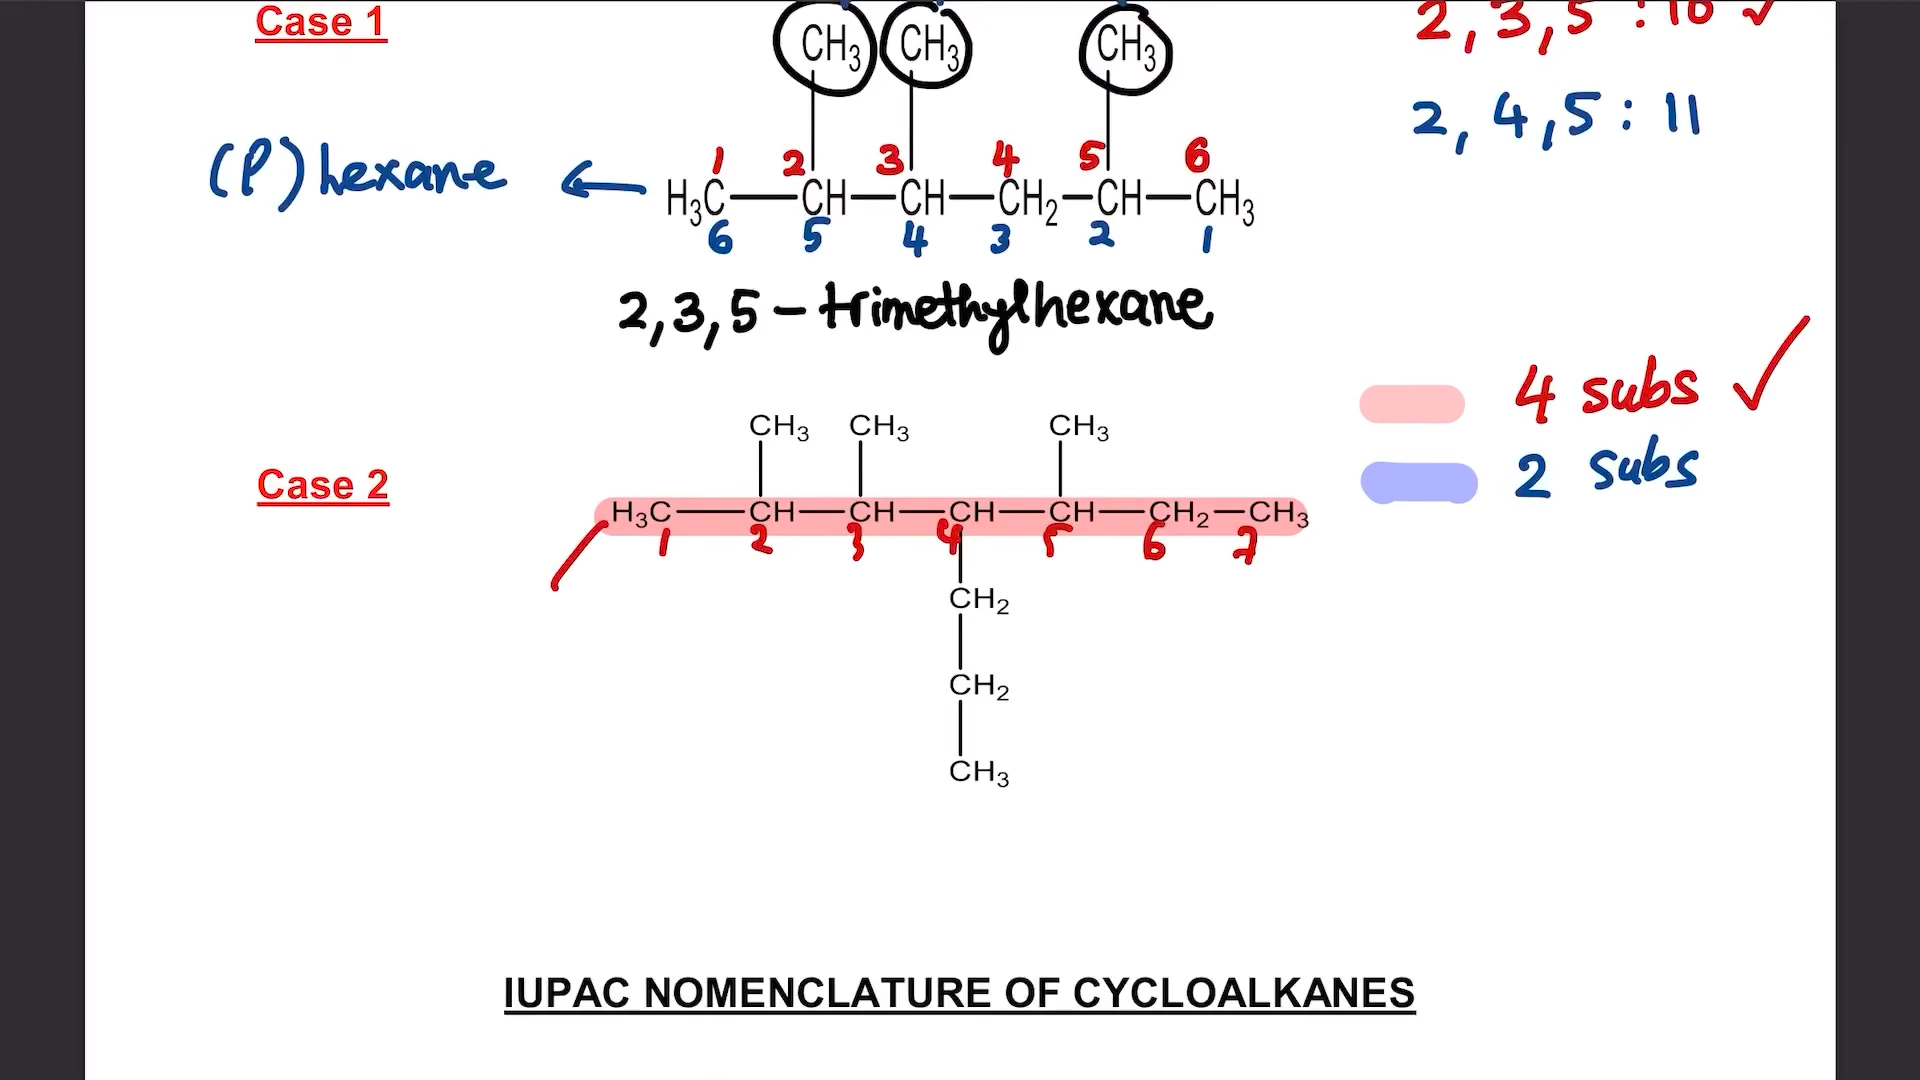 Case 1
CH3 CH3 CH3
2,3,5 : 10 ✓
2,4,5 : 11
(P) hexane ←
1 2 3 4 5 6
H3C—CH—CH—CH2—CH—CH3
6 5 4 3 2 1
2,3,5-trimethylhexane
4 subs ✓
2 subs
CH3 CH3 CH3
Case 2
H3C—CH—CH—CH—CH—CH2—CH3
1 2 3 4 5 6 7
CH2
CH2
CH3
IUPAC NOMENCLATURE OF CYCLOALKANES